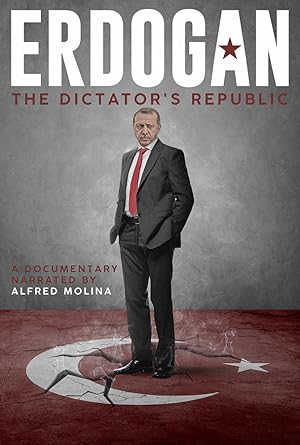 ERDOGAN
THE DICTATOR'S REPUBLIC
A DOCUMENTARY
NARRATED BY
ALFRED MOLINA